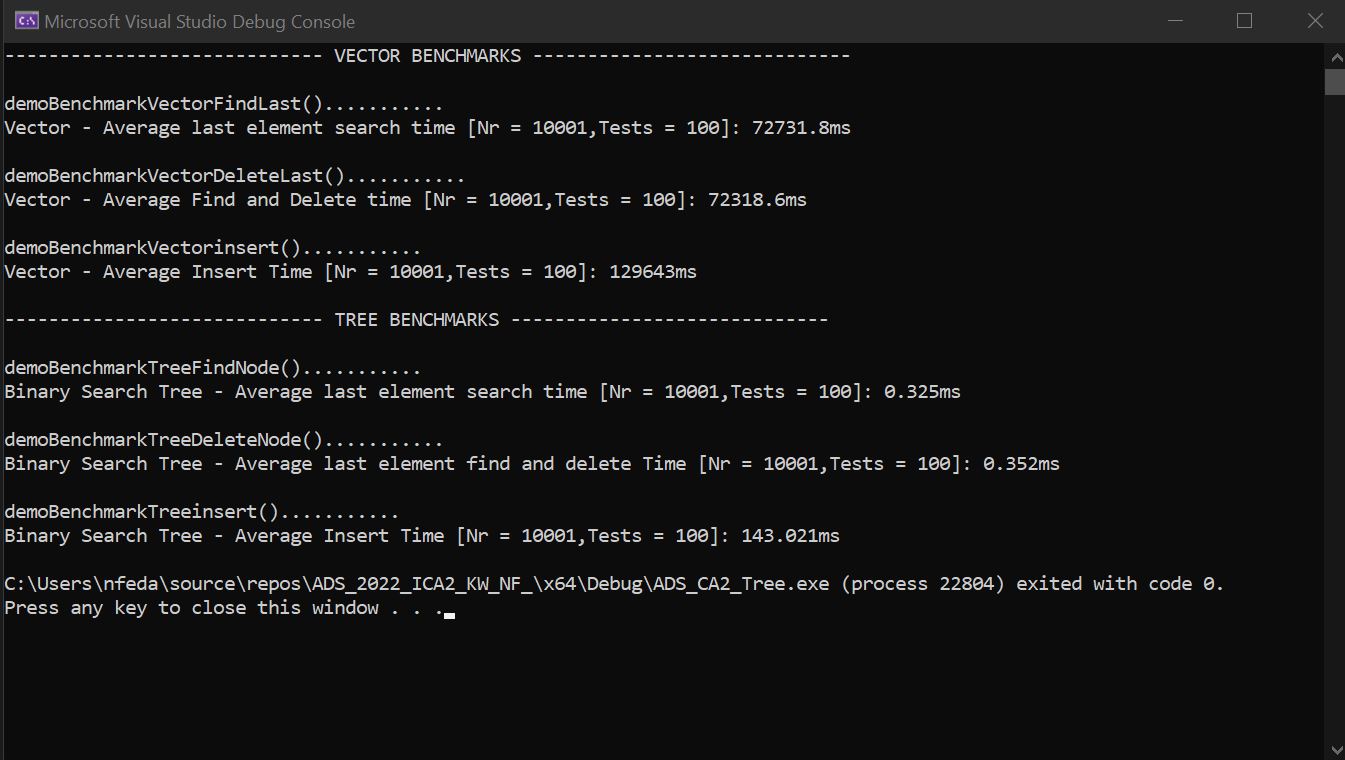 Microsoft Visual Studio Debug Console
----------------------------- VECTOR BENCHMARKS -----------------------------
demoBenchmarkVectorFindLast()...........
Vector - Average last element search time [Nr = 10001,Tests = 100]: 72731.8ms
demoBenchmarkVectorDeleteLast()...........
Vector - Average Find and Delete time [Nr = 10001,Tests = 100]: 72318.6ms
demoBenchmarkVectorinsert()...........
Vector - Average Insert Time [Nr = 10001,Tests = 100]: 129643ms
----------------------------- TREE BENCHMARKS -----------------------------
demoBenchmarkTreeFindNode()...........
Binary Search Tree - Average last element search time [Nr = 10001,Tests = 100]: 0.325ms
demoBenchmarkTreeDeleteNode()...........
Binary Search Tree - Average last element find and delete Time [Nr = 10001,Tests = 100]: 0.352ms
demoBenchmarkTreeinsert()...........
Binary Search Tree - Average Insert Time [Nr = 10001,Tests = 100]: 143.021ms
C:\Users\nfeda\source\repos\ADS_2022_ICA2_KW_NF_\x64\Debug\ADS_CA2_Tree.exe (process 22804) exited with code 0.
Press any key to close this window . . .